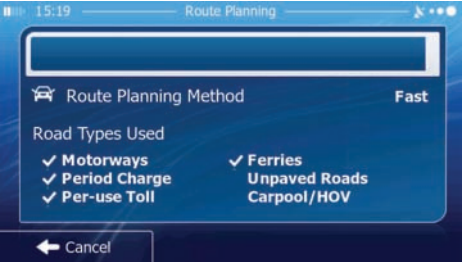 15:19 Route Planning
Route Planning Method Fast
Road Types Used
Motorways Ferries
Period Charge Unpaved Roads
Per-use Toll Carpool/HOV
Cancel